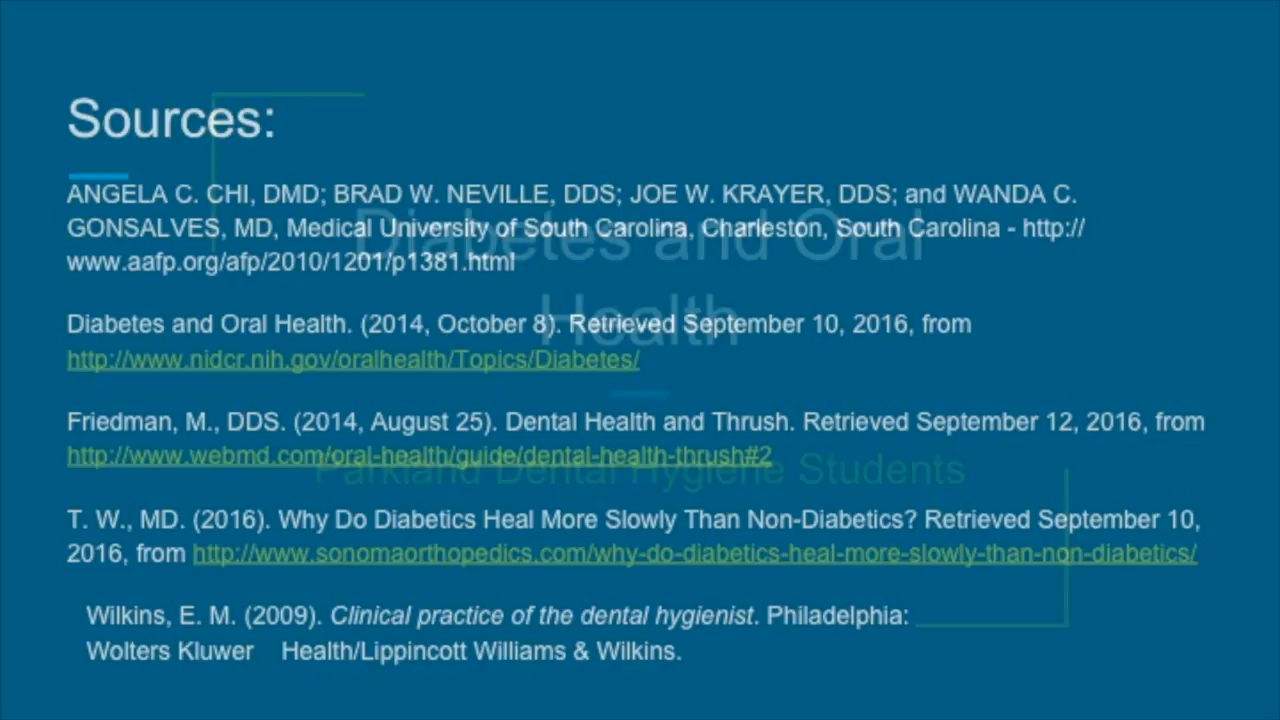 Sources:
ANGELA C. CHI, DMD; BRAD W. NEVILLE, DDS; JOE W. KRAYER, DDS; and WANDA C.
GONSALVES, MD, Medical University of South Carolina, Charleston, South Carolina - http://
www.aafp.org/afp/2010/1201/p1381.html
Diabetes and Oral
Health
Diabetes and Oral Health. (2014, October 8). Retrieved September 10, 2016, from
http://www.nidcr.nih.gov/oralhealth/Topics/Diabetes/
Friedman, M., DDS. (2014, August 25). Dental Health and Thrush. Retrieved September 12, 2016, from
http://www.webmd.com/oral-health/guide/dental-health-thrush#2
Parkland Dental Hygiene Students
T. W., MD. (2016). Why Do Diabetics Heal More Slowly Than Non-Diabetics? Retrieved September 10,
2016, from http://www.sonomaorthopedics.com/why-do-diabetics-heal-more-slowly-than-non-diabetics/
Wilkins, E. M. (2009). Clinical practice of the dental hygienist. Philadelphia:
Wolters Kluwer Health/Lippincott Williams & Wilkins.